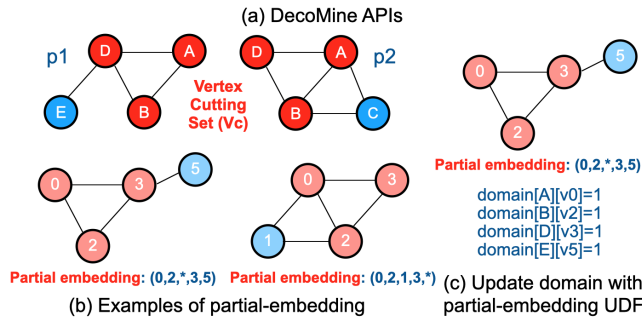 (a) DecoMine APIs
p1
D
A
E
B
Vertex
Cutting
Set (Vc)
p2
D
A
B
C
0
3
5
2
Partial embedding: (0,2,*,3,5)
0
3
1
2
Partial embedding: (0,2,1,3,*)
(b) Examples of partial-embedding
0
3
5
2
Partial embedding: (0,2,*,3,5)
domain[A][v0]=1
domain[B][v2]=1
domain[D][v3]=1
domain[E][v5]=1
(c) Update domain with
partial-embedding UDF